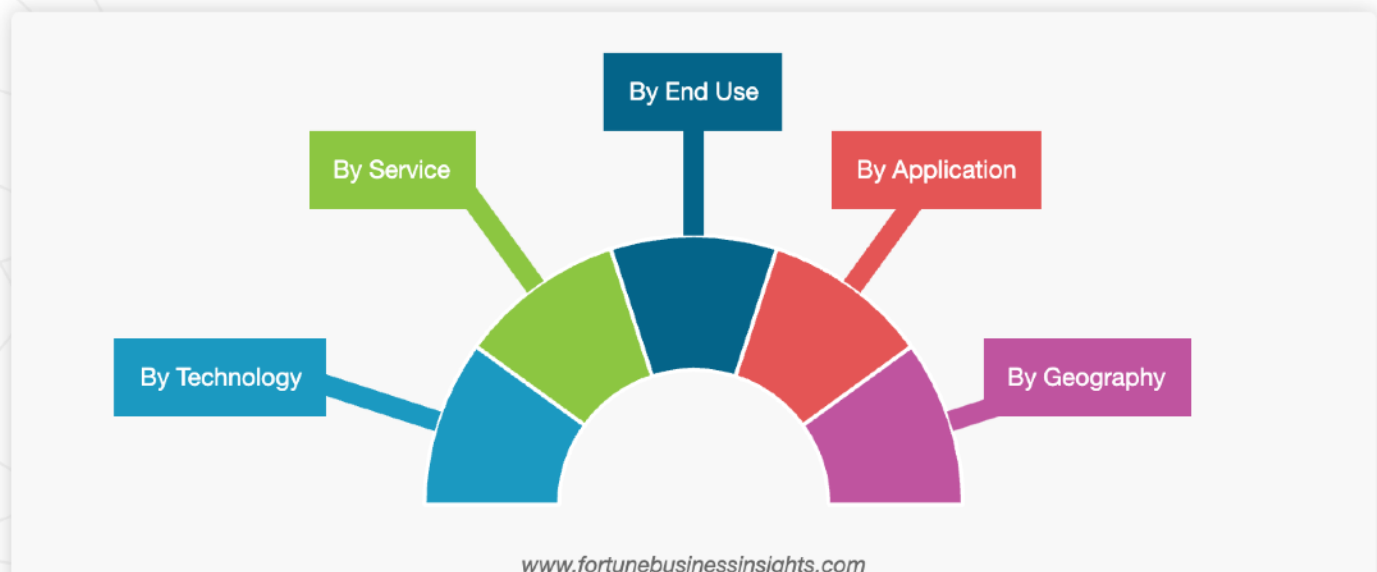 By End Use
By Service
By Application
By Technology
By Geography
www.fortunebusinessinsights.com